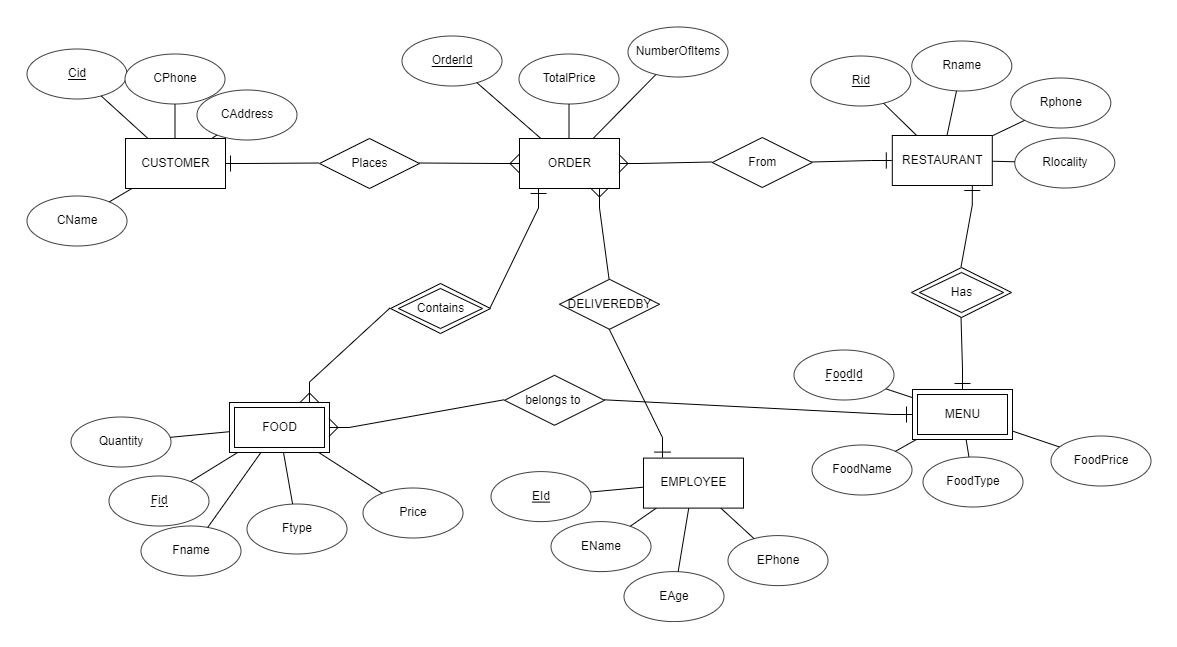 OrderId
NumberOfItems
Cid
CPhone
TotalPrice
Rid
Rname
CAddress
Rphone
CUSTOMER
Places
ORDER
From
RESTAURANT
Rlocality
CName
Contains
DELIVEREDBY
Has
FoodId
belongs to
MENU
FOOD
Quantity
FoodName
FoodType
FoodPrice
EMPLOYEE
EId
Fid
Price
Ftype
Fname
EName
EPhone
EAge